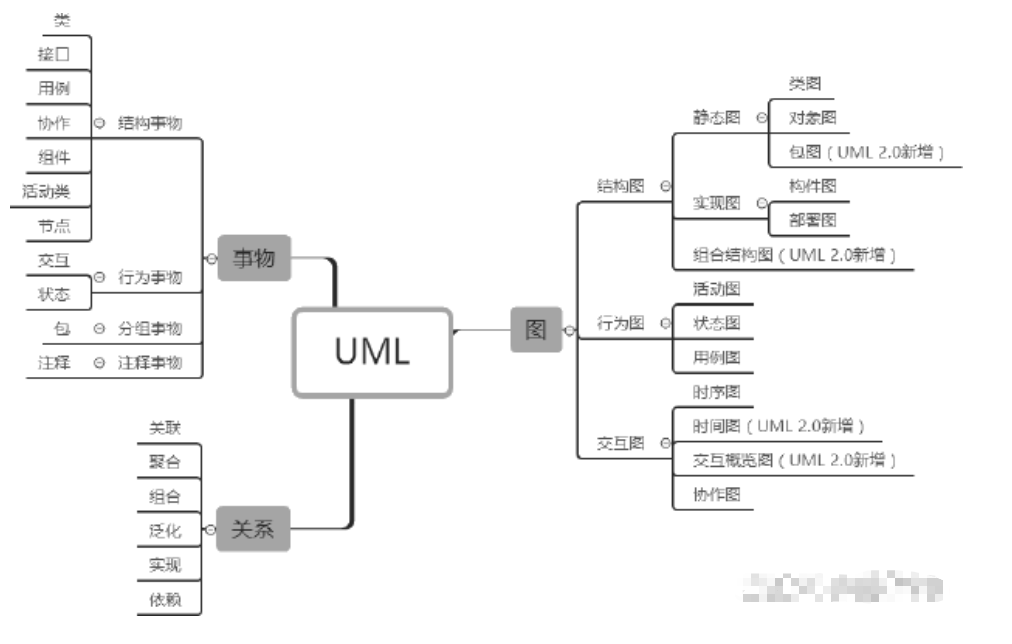 UML
事物
结构事物
类
接口
用例
协作
组件
活动类
节点
行为事物
交互
状态
分组事物
包
注释事物
注释
关系
关联
聚合
组合
泛化
实现
依赖
图
结构图
静态图
类图
对象图
包图（UML 2.0新增）
实现图
构件图
部署图
组合结构图（UML 2.0新增）
行为图
活动图
状态图
用例图
交互图
时序图
时间图（UML 2.0新增）
交互概览图（UML 2.0新增）
协作图